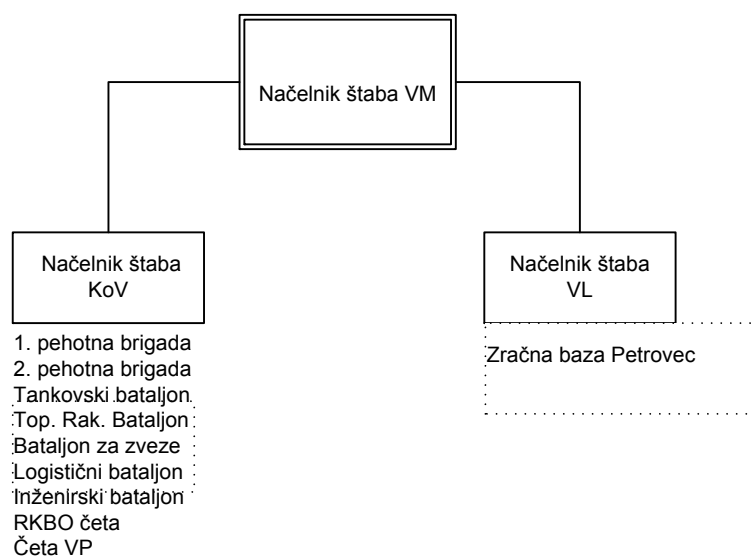 Načelnik štaba VM
Načelnik štaba
KoV
1. pehotna brigada
2. pehotna brigada
Tankovski bataljon
Top. Rak. Bataljon
Bataljon za zveze
Logistični bataljon
Inženirski bataljon
RKBO četa
Četa VP
Načelnik štaba
VL
Zračna baza Petrovec